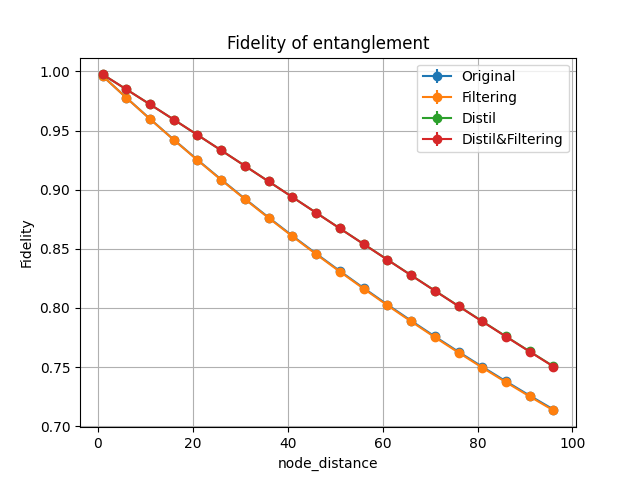 Fidelity of entanglement
Fidelity
1.00
0.95
0.90
0.85
0.80
0.75
0.70
Original
Filtering
Distil
Distil&Filtering
0
20
40
60
80
100
node_distance